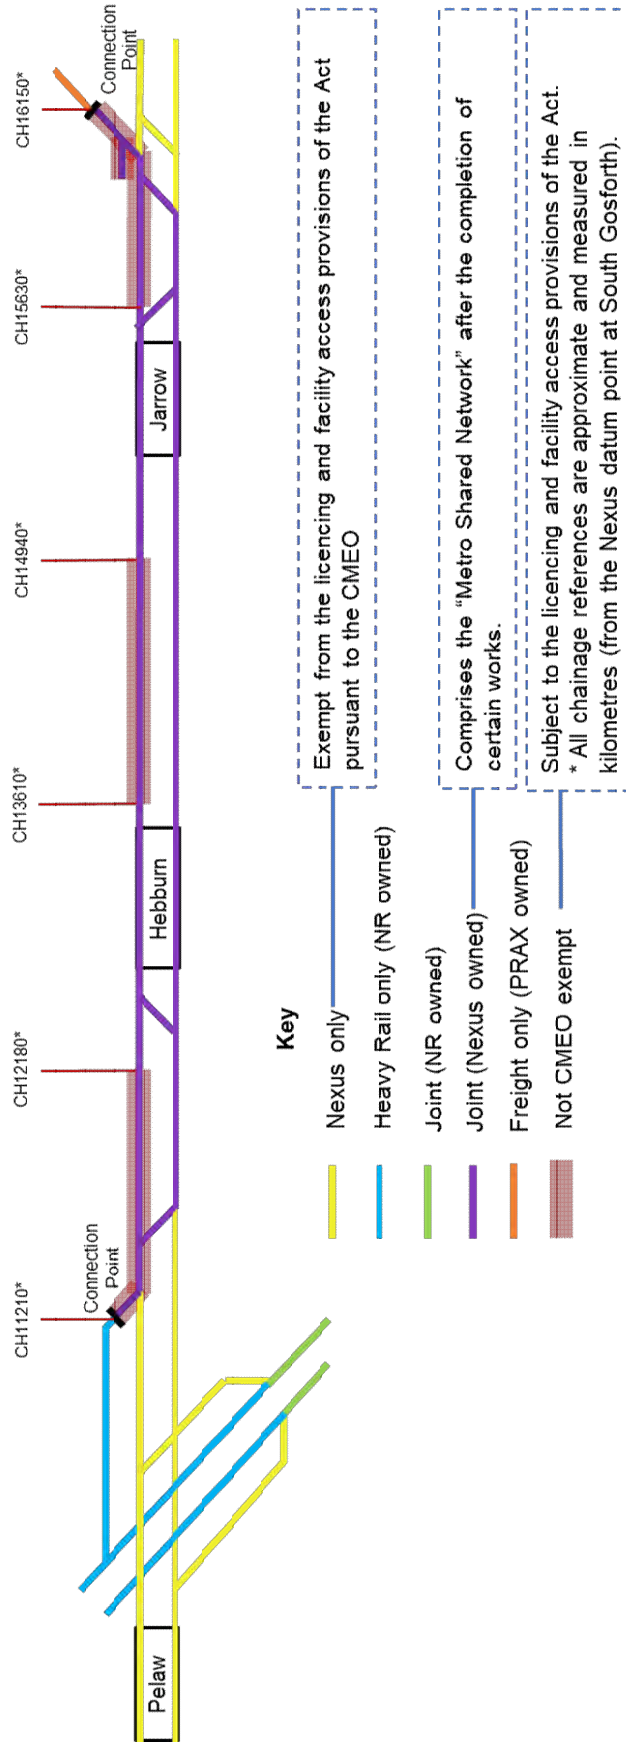 CH11210*
CH12180*
CH13610*
CH14940*
CH15630*
CH16150*
Connection
Point
Connection
Point
Pelaw
Hebburn
Jarrow
Key
Nexus only
Heavy Rail only (NR owned)
Joint (NR owned)
Joint (Nexus owned)
Freight only (PRAX owned)
Not CMEO exempt
Exempt from the licencing and facility access provisions of the Act
pursuant to the CMEO
Comprises the “Metro Shared Network” after the completion of
certain works.
Subject to the licencing and facility access provisions of the Act.
* All chainage references are approximate and measured in
kilometres (from the Nexus datum point at South Gosforth).